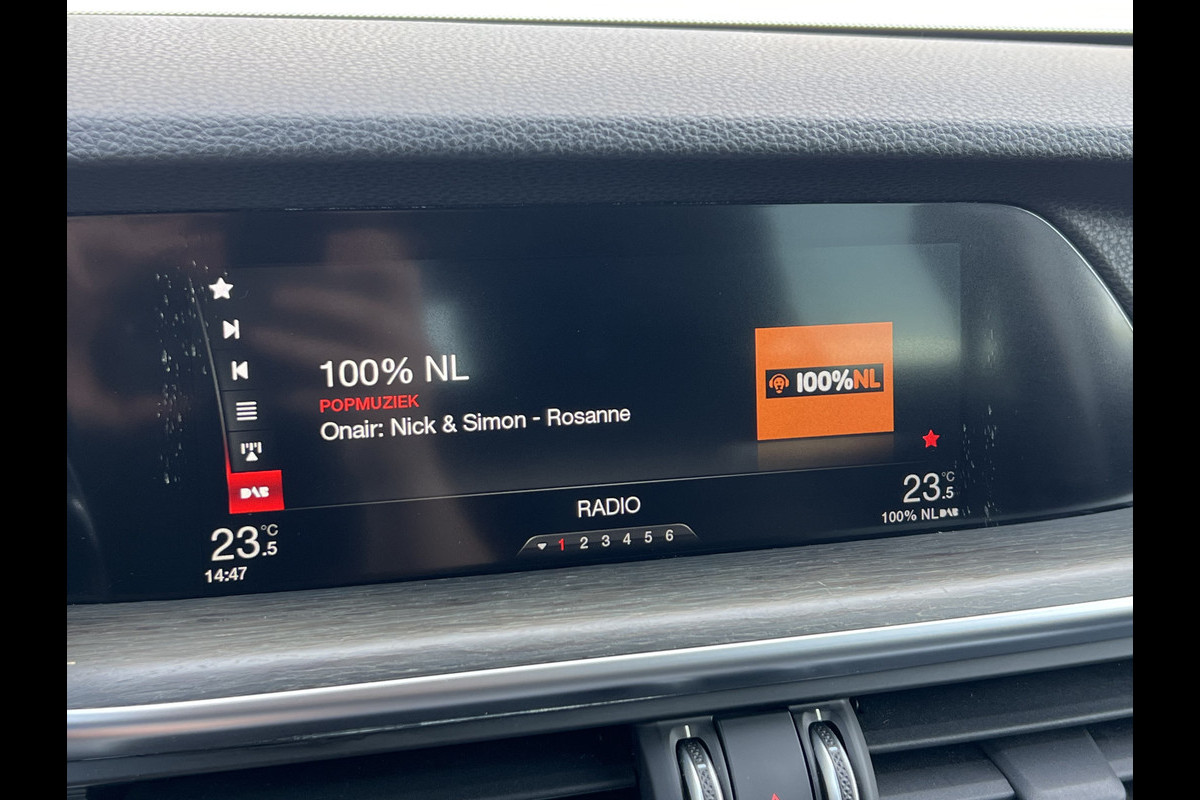 100% NL
POPMUZIEK
Onair: Nick & Simon - Rosanne
100%NL
DAB
RADIO
1 2 3 4 5 6
23.5 °C
14:47
23.5 °C
100% NL DAB